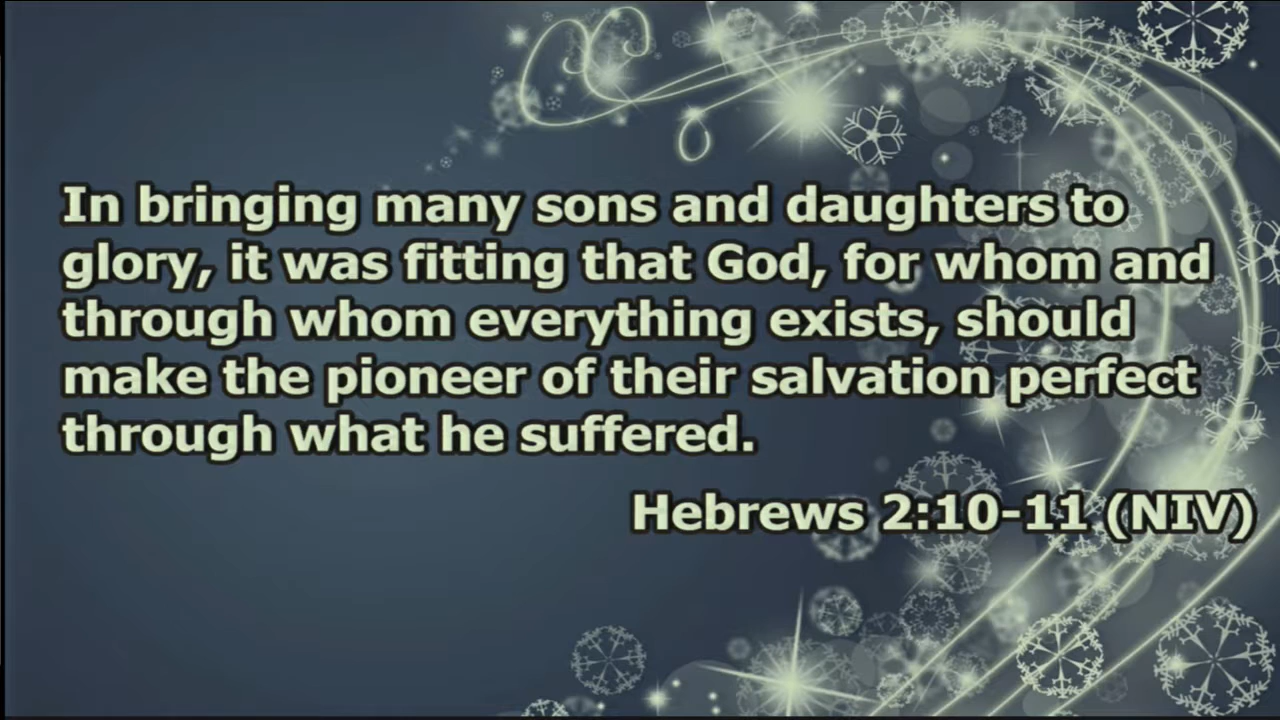 In bringing many sons and daughters to
glory, it was fitting that God, for whom and
through whom everything exists, should
make the pioneer of their salvation perfect
through what he suffered.
Hebrews 2:10-11 (NIV)